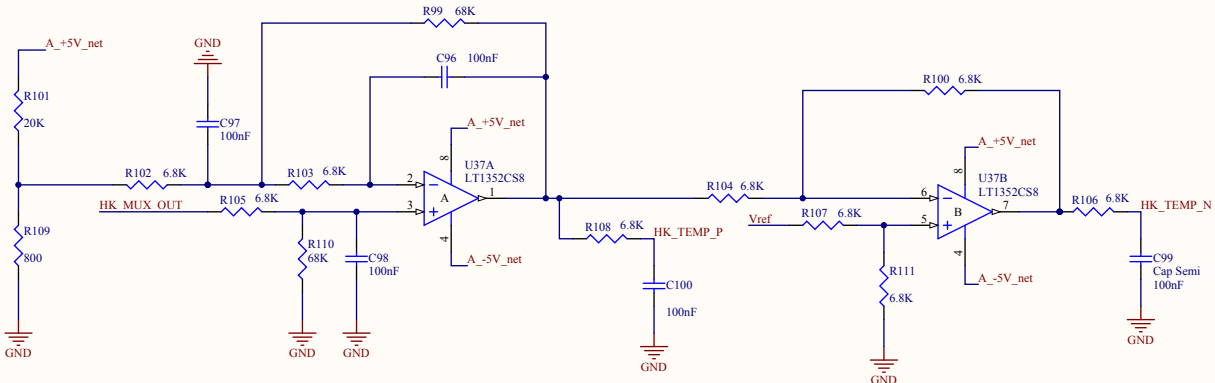 R99 68K
A_+5V_net
GND
C96 100nF
R100 6.8K
R101
20K
C97
100nF
A_+5V_net
A_+5V_net
8
U37A
LT1352CS8
8
U37B
LT1352CS8
R102 6.8K
R103 6.8K
2
A
1
R104 6.8K
6
B
7
R106 6.8K
HK_TEMP_N
HK_MUX_OUT
R105 6.8K
3
Vref
R107 6.8K
5
R108 6.8K
HK_TEMP_P
R109
800
R110
68K
C98
100nF
4
A_-5V_net
C100
100nF
R111
6.8K
4
A_-5V_net
C99
Cap Semi
100nF
GND
GND
GND
GND
GND
GND